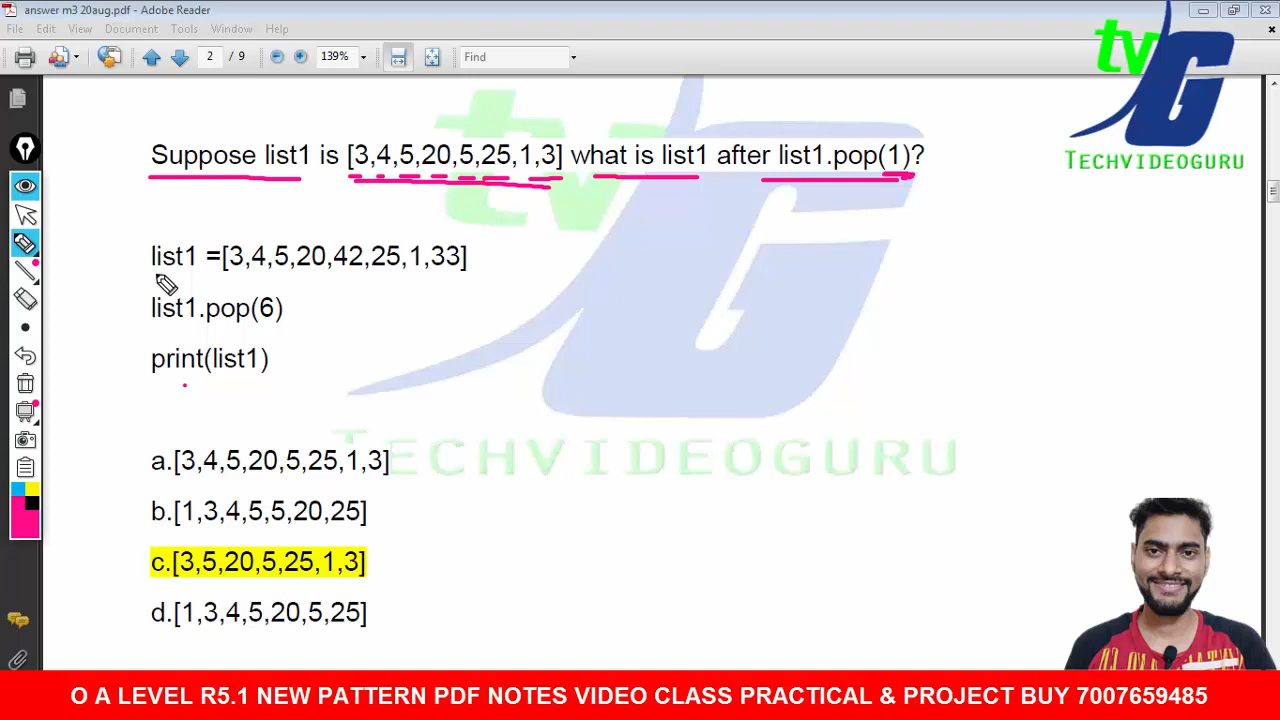 answer m3 20aug.pdf - Adobe Reader
File Edit View Document Tools Window Help
2 / 9 139% Find
tv G
TECHVIDEOGURU
Suppose list1 is [3,4,5,20,5,25,1,3] what is list1 after list1.pop(1)?
list1 =[3,4,5,20,42,25,1,33]
list1.pop(6)
print(list1)
TECHVIDEOGURU
a.[3,4,5,20,5,25,1,3]
b.[1,3,4,5,5,20,25]
c.[3,5,20,5,25,1,3]
d.[1,3,4,5,20,5,25]
O A LEVEL R5.1 NEW PATTERN PDF NOTES VIDEO CLASS PRACTICAL & PROJECT BUY 7007659485